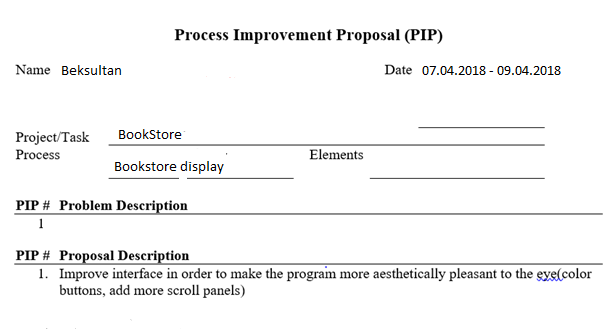 Process Improvement Proposal (PIP)
Name Beksultan Date 07.04.2018 - 09.04.2018
Project/Task BookStore
Process Bookstore display Elements
PIP # Problem Description
1
PIP # Proposal Description
1. Improve interface in order to make the program more aesthetically pleasant to the eye(color
buttons, add more scroll panels)